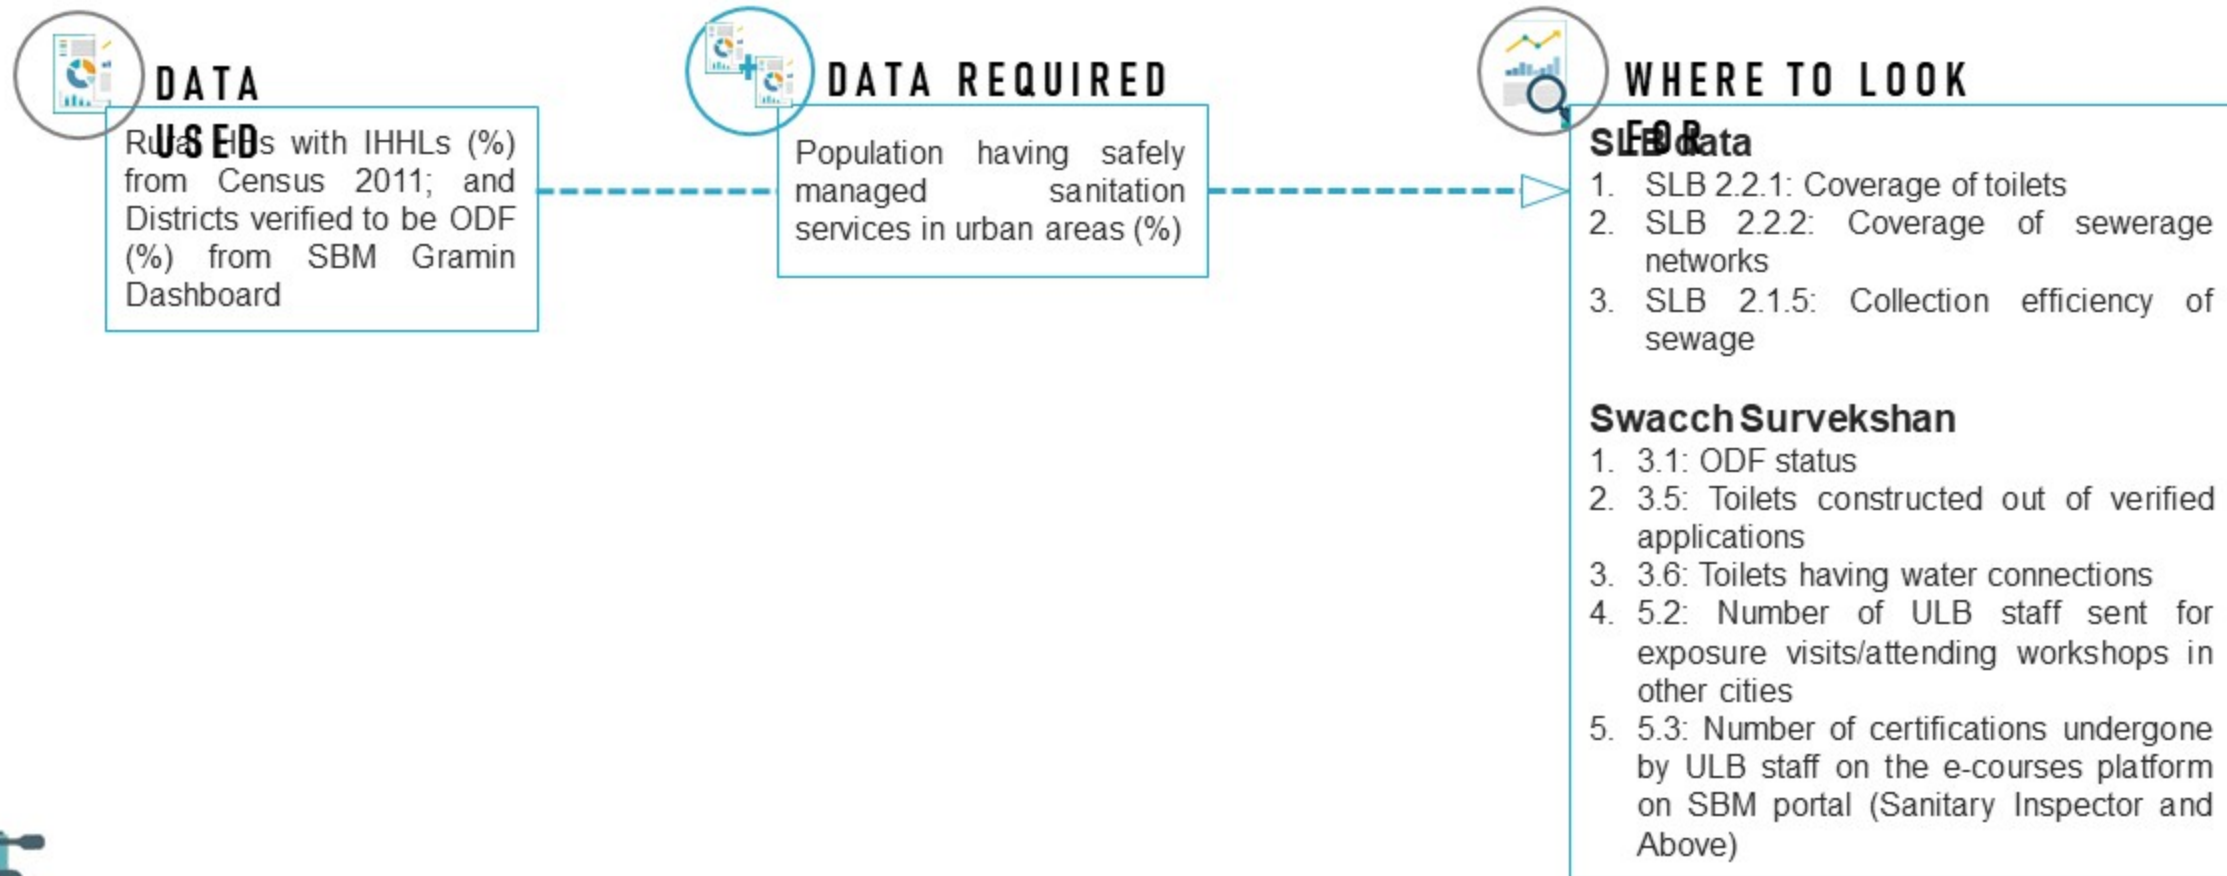 DATA
USED
Rural HHs with IHHLs (%)
from Census 2011; and
Districts verified to be ODF
(%) from SBM Gramin
Dashboard
DATA REQUIRED
Population having safely
managed sanitation
services in urban areas (%)
WHERE TO LOOK
FOR
SLB data
1. SLB 2.2.1: Coverage of toilets
2. SLB 2.2.2: Coverage of sewerage
networks
3. SLB 2.1.5: Collection efficiency of
sewage
Swacch Survekshan
1. 3.1: ODF status
2. 3.5: Toilets constructed out of verified
applications
3. 3.6: Toilets having water connections
4. 5.2: Number of ULB staff sent for
exposure visits/attending workshops in
other cities
5. 5.3: Number of certifications undergone
by ULB staff on the e-courses platform
on SBM portal (Sanitary Inspector and
Above)